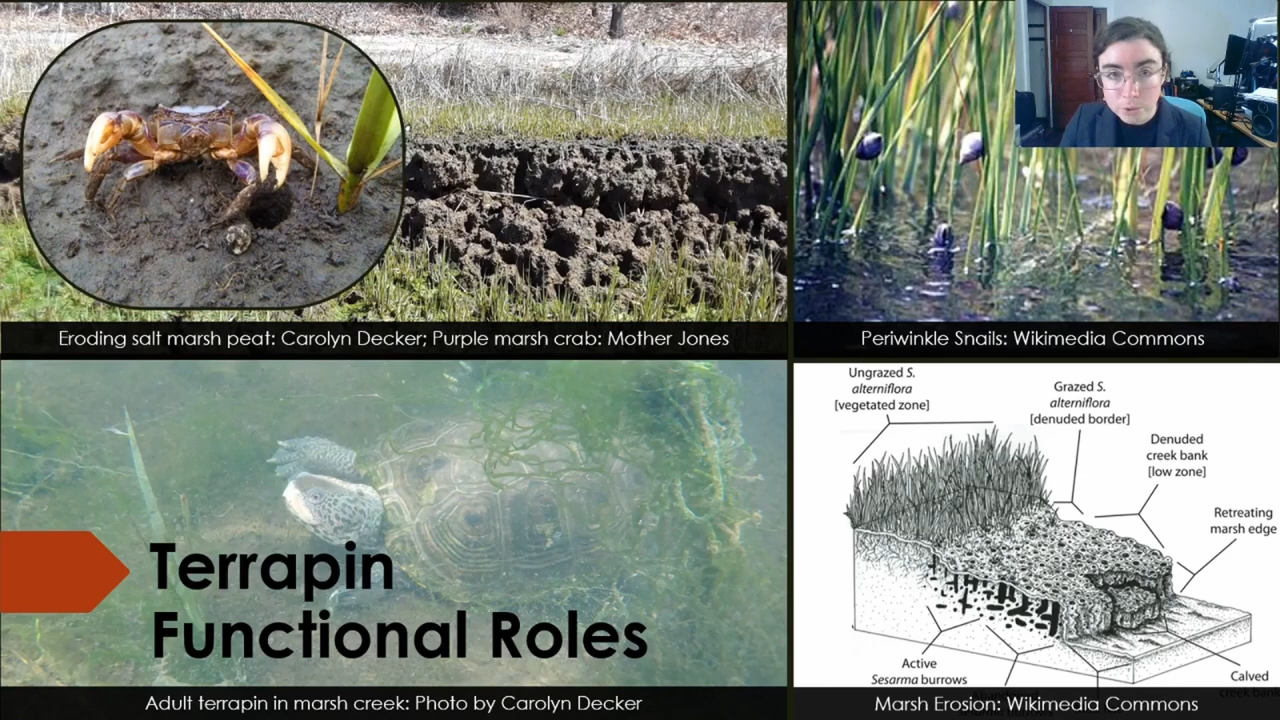 Eroding salt marsh peat: Carolyn Decker; Purple marsh crab: Mother Jones
Periwinkle Snails: Wikimedia Commons
Terrapin
Functional Roles
Adult terrapin in marsh creek: Photo by Carolyn Decker
Ungrazed S.
alterniflora
[vegetated zone]
Grazed S.
alterniflora
[denuded border]
Denuded
creek bank
[low zone]
Retreating
marsh edge
Active
Sesarma burrows
Calved
creek bank
Marsh Erosion: Wikimedia Commons